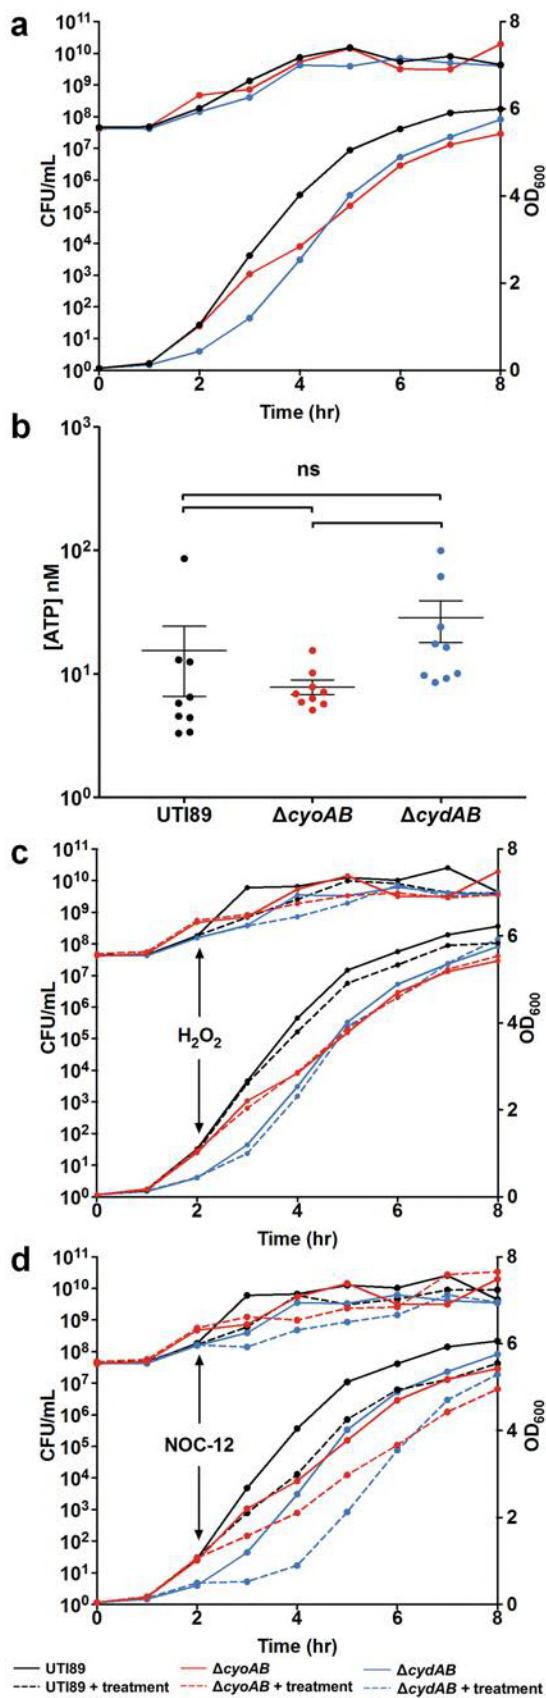 a
10¹¹
10¹⁰
10⁹
10⁸
10⁷
10⁶
10⁵
10⁴
10³
10²
10¹
10⁰
CFU/mL
8
6
4
2
0
OD₆₀₀
0 2 4 6 8
Time (hr)
b
10³
10²
10¹
10⁰
[ATP] nM
ns
UTI89 ΔcyoAB ΔcydAB
c
10¹¹
10¹⁰
10⁹
10⁸
10⁷
10⁶
10⁵
10⁴
10³
10²
10¹
10⁰
CFU/mL
H₂O₂
8
6
4
2
0
OD₆₀₀
0 2 4 6 8
Time (hr)
d
10¹¹
10¹⁰
10⁹
10⁸
10⁷
10⁶
10⁵
10⁴
10³
10²
10¹
10⁰
CFU/mL
NOC-12
8
6
4
2
0
OD₆₀₀
0 2 4 6 8
Time (hr)
UTI89 ΔcyoAB ΔcydAB
UTI89 + treatment ΔcyoAB + treatment ΔcydAB + treatment